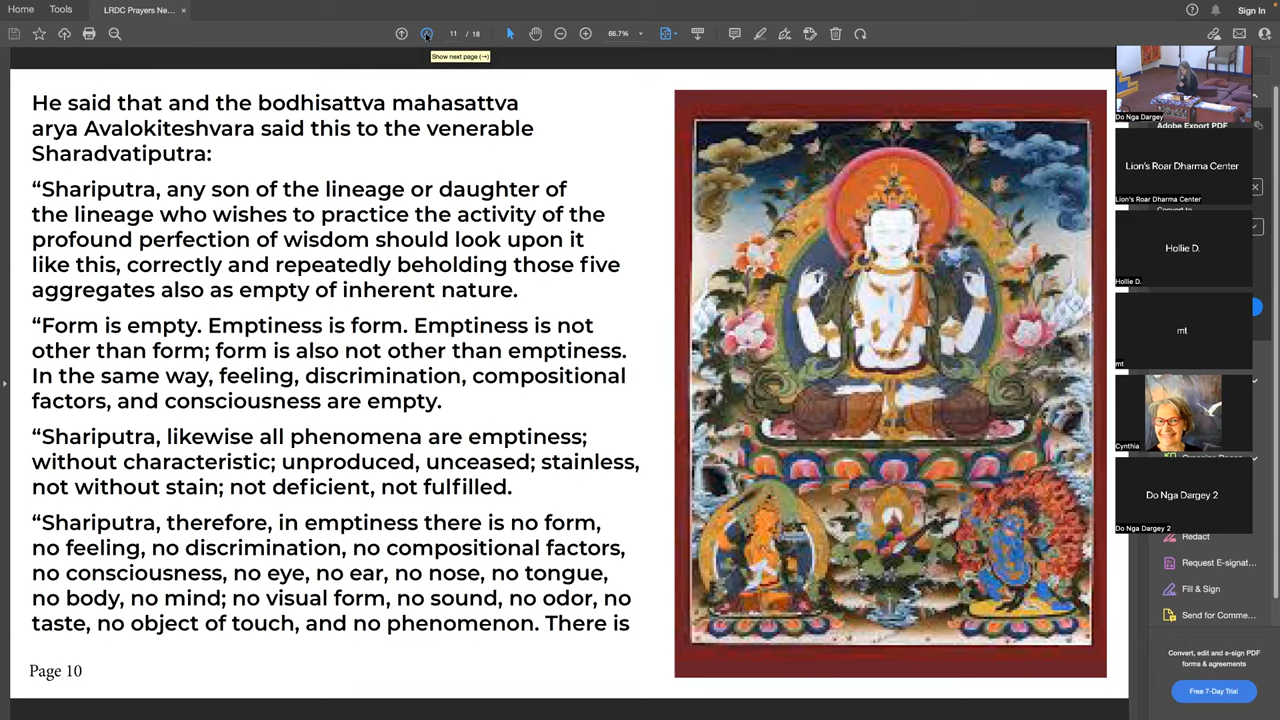 Home
Tools
LRDC Prayers Ne... ×
Sign In
11 / 18
66.7%
Show next page (→)
He said that and the bodhisattva mahasattva
arya Avalokiteshvara said this to the venerable
Sharadvatiputra:
“Shariputra, any son of the lineage or daughter of
the lineage who wishes to practice the activity of the
profound perfection of wisdom should look upon it
like this, correctly and repeatedly beholding those five
aggregates also as empty of inherent nature.
“Form is empty. Emptiness is form. Emptiness is not
other than form; form is also not other than emptiness.
In the same way, feeling, discrimination, compositional
factors, and consciousness are empty.
“Shariputra, likewise all phenomena are emptiness;
without characteristic; unproduced, unceased; stainless,
not without stain; not deficient, not fulfilled.
“Shariputra, therefore, in emptiness there is no form,
no feeling, no discrimination, no compositional factors,
no consciousness, no eye, no ear, no nose, no tongue,
no body, no mind; no visual form, no sound, no odor, no
taste, no object of touch, and no phenomenon. There is
Page 10
Do Nga Dargey
Adobe Export PDF
Lion's Roar Dharma Center
Lion's Roar Dharma Center
Hollie D.
Hollie D.
mt
mt
Cynthia
Do Nga Dargey 2
Do Nga Dargey 2
Redact
Request E-signat...
Fill & Sign
Send for Comme...
Convert, edit and e-sign PDF
forms & agreements
Free 7-Day Trial